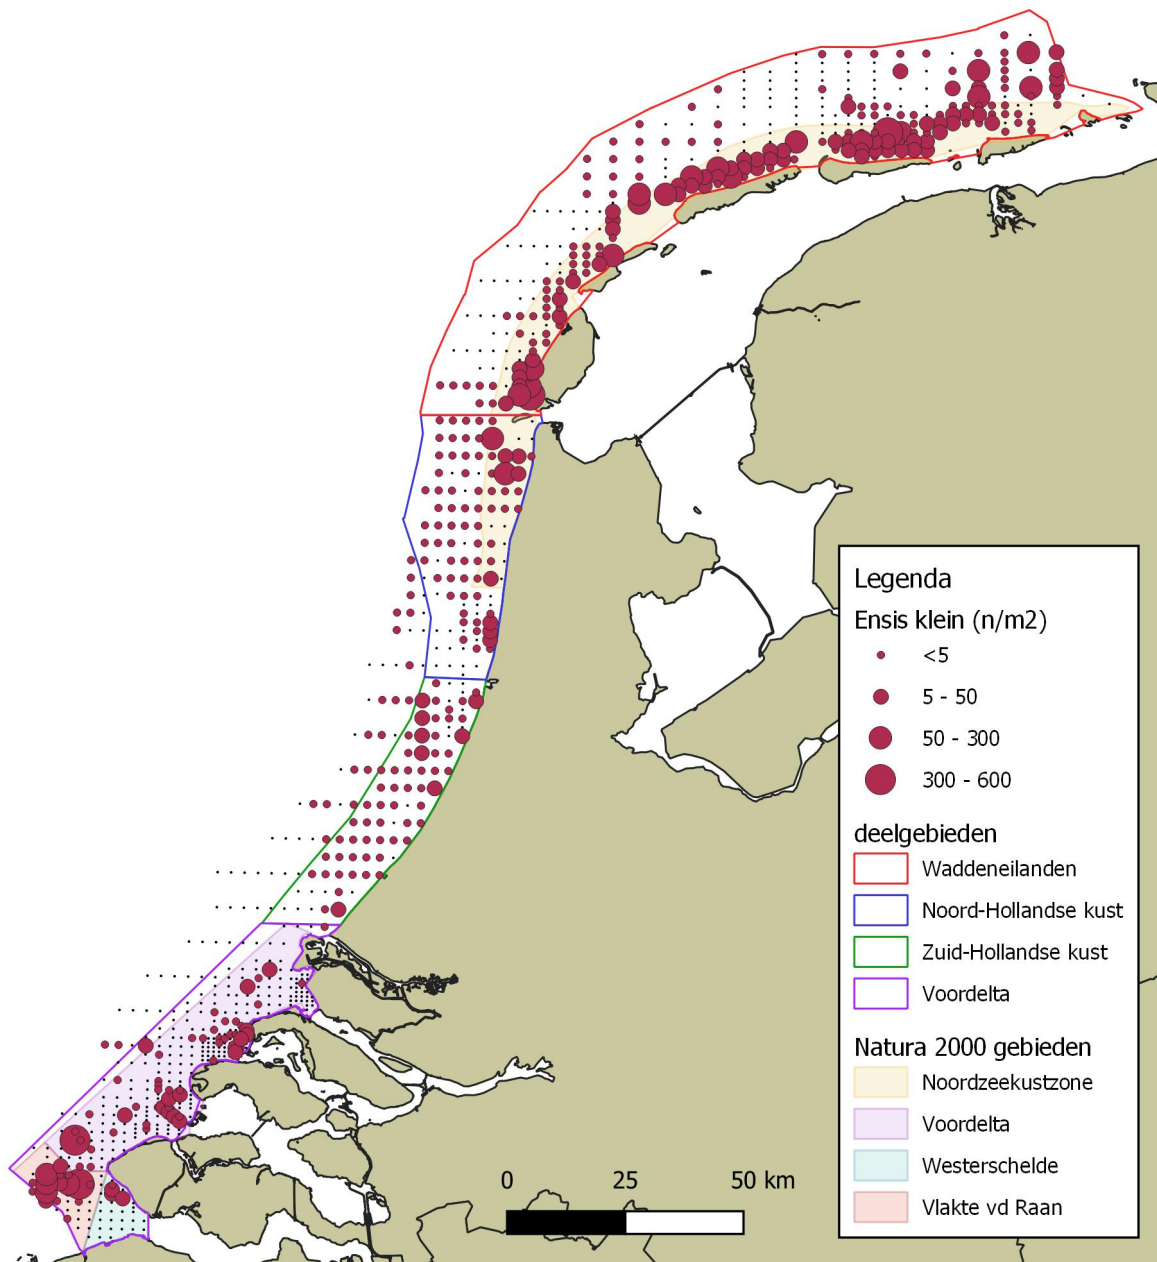 Legenda
Ensis klein (n/m2)
<5
5 - 50
50 - 300
300 - 600
deelgebieden
Waddeneilanden
Noord-Hollandse kust
Zuid-Hollandse kust
Voordelta
Natura 2000 gebieden
Noordzeekustzone
Voordelta
Westerschelde
Vlakte vd Raan
0 25 50 km